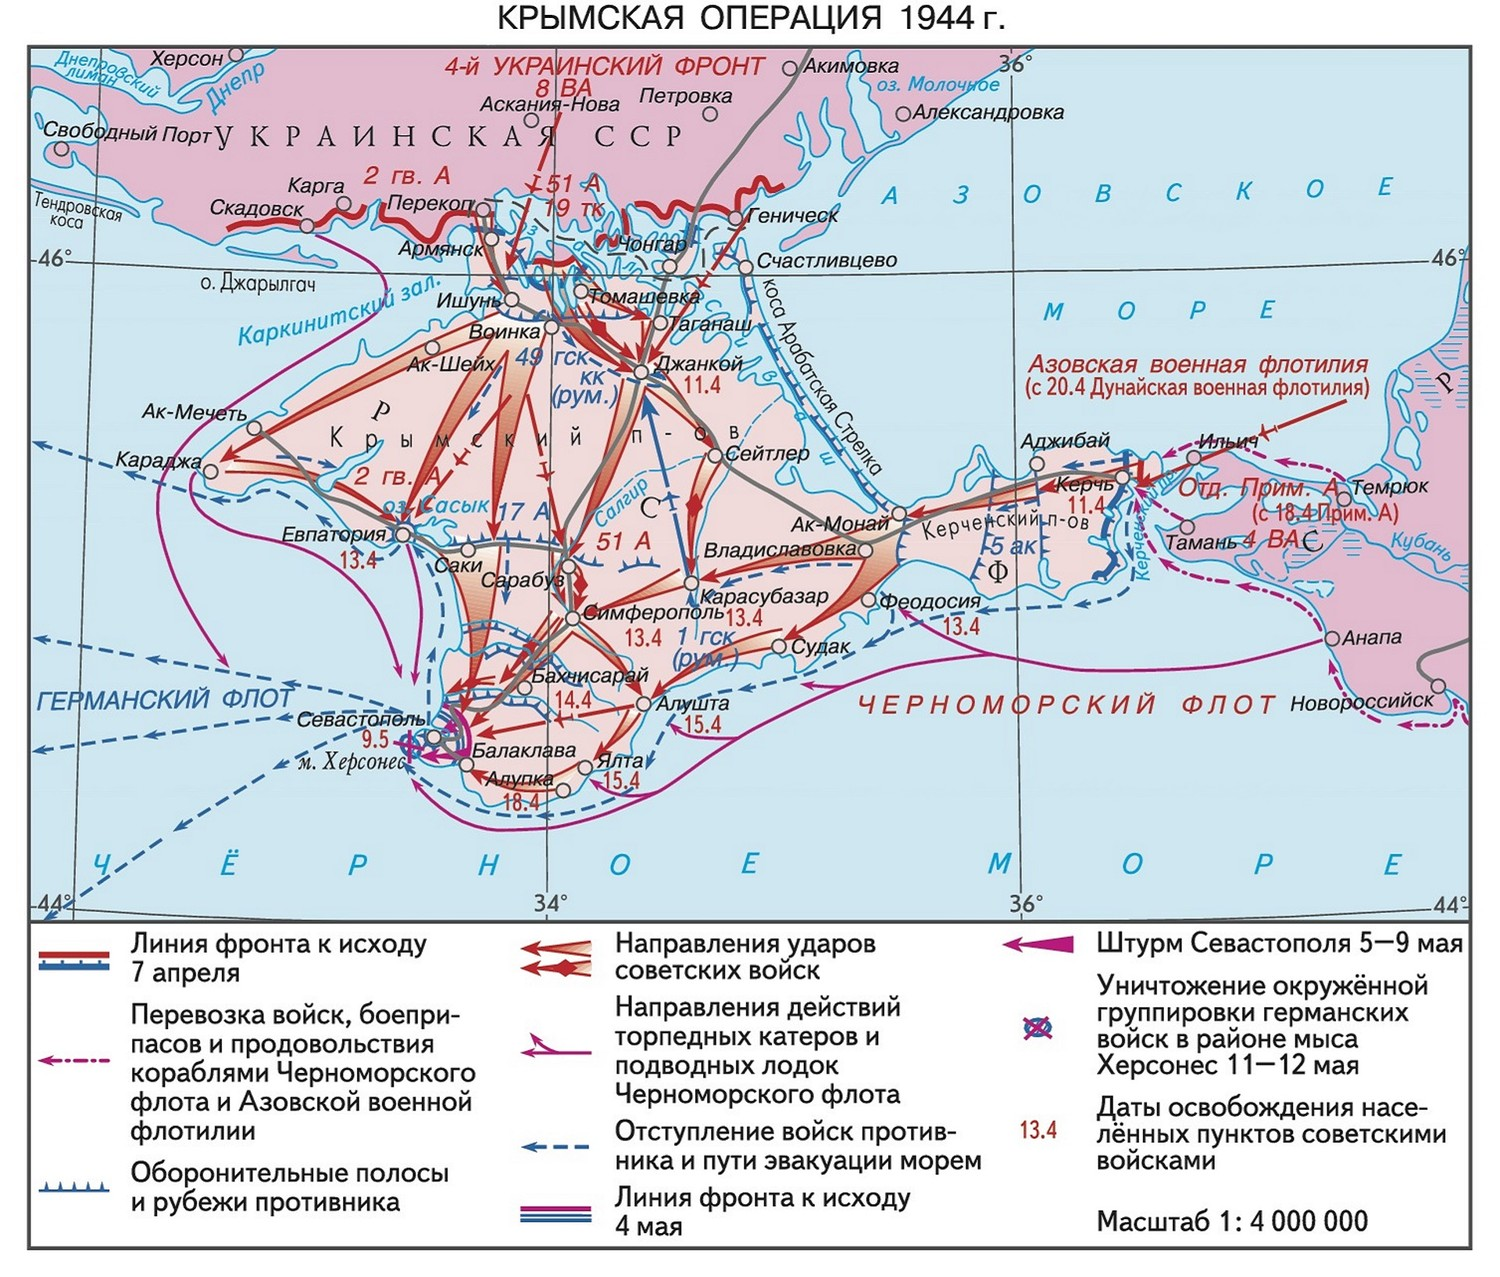 КРЫМСКАЯ ОПЕРАЦИЯ 1944 г.
Херсон
Днепровский
лиман
Днепр
4-й УКРАИНСКИЙ ФРОНТ
8 ВА
Акимовка
36°
оз. Молочное
Аскания-Нова
Петровка
Александровка
Свободный Порт
УКРАИНСКАЯ ССР
Тендровская
коса
Карга
2 гв. А
51 А
19 тк
Скадовск
Перекоп
Геническ
АЗОВСКОЕ
Армянск
Чонгар
Счастливцево
46°
46°
о. Джарылгач
Каркинитский зал.
Ишунь
Томашевка
МОРЕ
Воинка
Таганаш
коса Арабатская Стрелка
Ак-Шейх
49 гск
кк
(рум.)
Джанкой
11.4
Азовская военная флотилия
(с 20.4 Дунайская военная флотилия)
Р
Ак-Мечеть
Р
Крымский п-ов
Сейтлер
Аджибай
Ильич
Караджа
2 гв. А
оз. Сасык
Салгир
С
Керчь
11.4
Отд. Прим. А
(с 18.4 Прим. А)
Темрюк
17 А
Ак-Монай
Керченский п-ов
Тамань
4 ВА
С
Кубань
Евпатория
13.4
51 А
Владиславовка
5 ак
Саки
Сарабуз
Ф
Карасубазар
13.4
Феодосия
13.4
Симферополь
13.4
1 гск
(рум.)
Судак
Анапа
Бахчисарай
14.4
ГЕРМАНСКИЙ ФЛОТ
Алушта
15.4
ЧЕРНОМОРСКИЙ ФЛОТ
Новороссийск
Севастополь
9.5
м. Херсонес
Балаклава
Ялта
15.4
Алупка
18.4
ЧЁРНОЕ МОРЕ
44°
34°
36°
44°
Линия фронта к исходу
7 апреля
Перевозка войск, боепри-
пасов и продовольствия
кораблями Черноморского
флота и Азовской военной
флотилии
Оборонительные полосы
и рубежи противника
Направления ударов
советских войск
Направления действий
торпедных катеров и
подводных лодок
Черноморского флота
Отступление войск против-
ника и пути эвакуации морем
Линия фронта к исходу
4 мая
Штурм Севастополя 5—9 мая
Уничтожение окружённой
группировки германских
войск в районе мыса
Херсонес 11—12 мая
13.4
Даты освобождения насе-
лённых пунктов советскими
войсками
Масштаб 1: 4 000 000